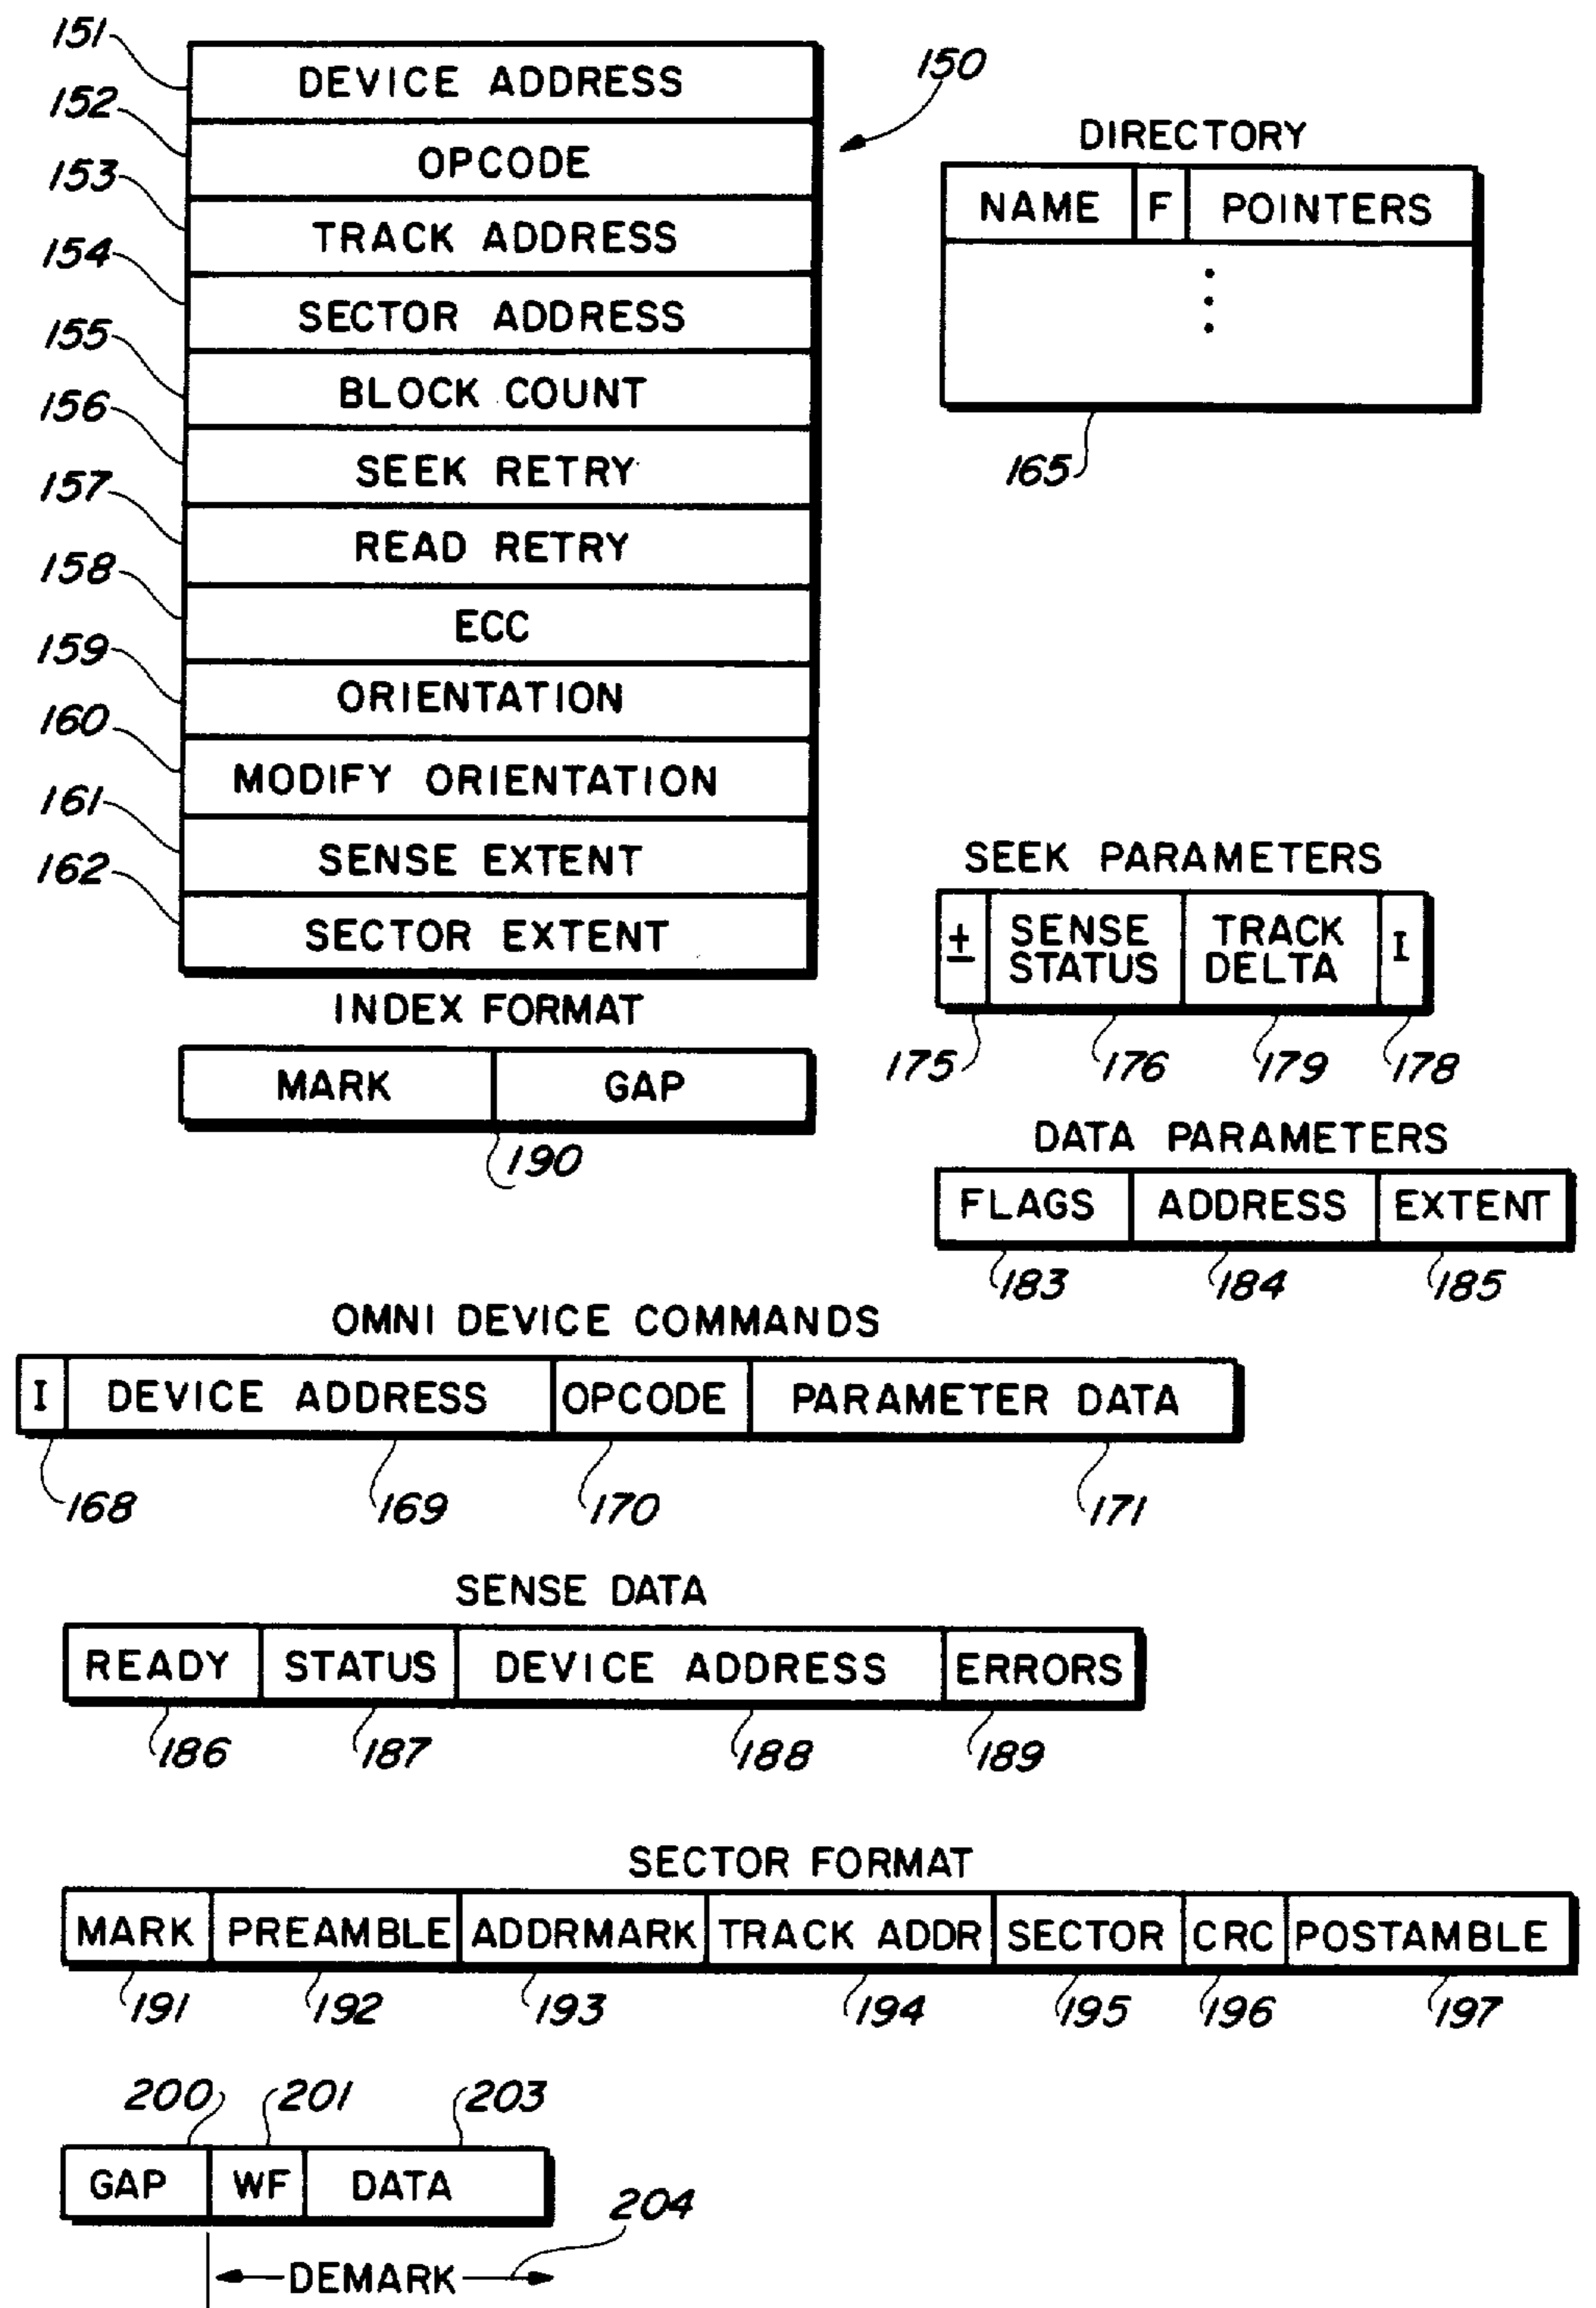 151
DEVICE ADDRESS
150
152
OPCODE
153
TRACK ADDRESS
154
SECTOR ADDRESS
155
BLOCK COUNT
156
SEEK RETRY
157
READ RETRY
158
ECC
159
ORIENTATION
160
MODIFY ORIENTATION
161
SENSE EXTENT
162
SECTOR EXTENT
DIRECTORY
NAME F POINTERS
165
INDEX FORMAT
MARK GAP
190
SEEK PARAMETERS
± SENSE STATUS TRACK DELTA I
175 176 179 178
DATA PARAMETERS
FLAGS ADDRESS EXTENT
183 184 185
OMNI DEVICE COMMANDS
I DEVICE ADDRESS OPCODE PARAMETER DATA
168 169 170 171
SENSE DATA
READY STATUS DEVICE ADDRESS ERRORS
186 187 188 189
SECTOR FORMAT
MARK PREAMBLE ADDRMARK TRACK ADDR SECTOR CRC POSTAMBLE
191 192 193 194 195 196 197
200 201 203
GAP WF DATA
204
DEMARK